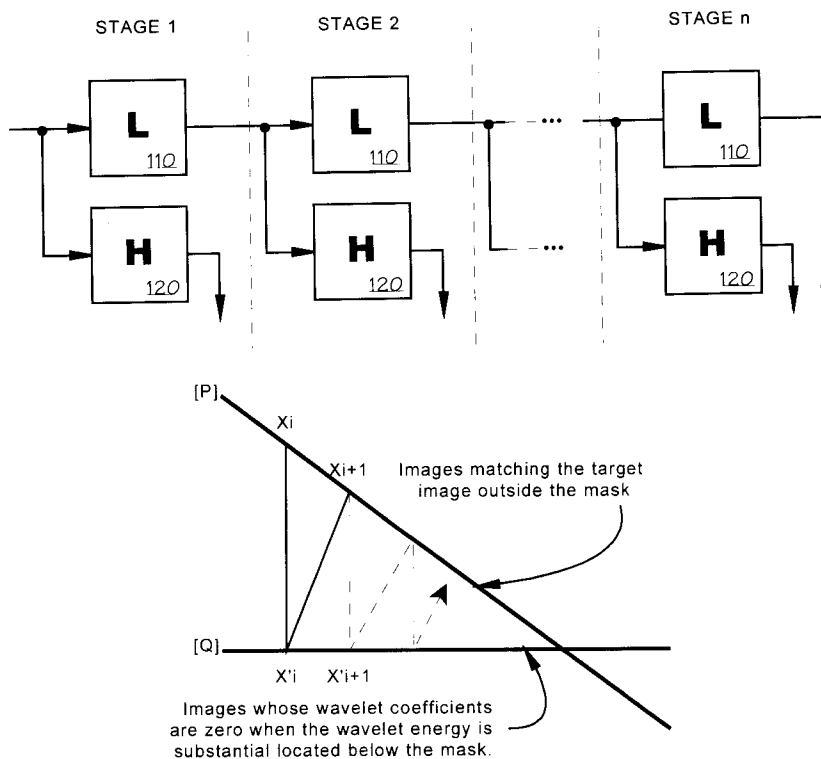 STAGE 1
STAGE 2
STAGE n
L
110
L
110
...
L
110
H
120
H
120
...
H
120
[P]
Xi
Xi+1
Images matching the target
image outside the mask
[Q]
X'i
X'i+1
Images whose wavelet coefficients
are zero when the wavelet energy is
substantial located below the mask.